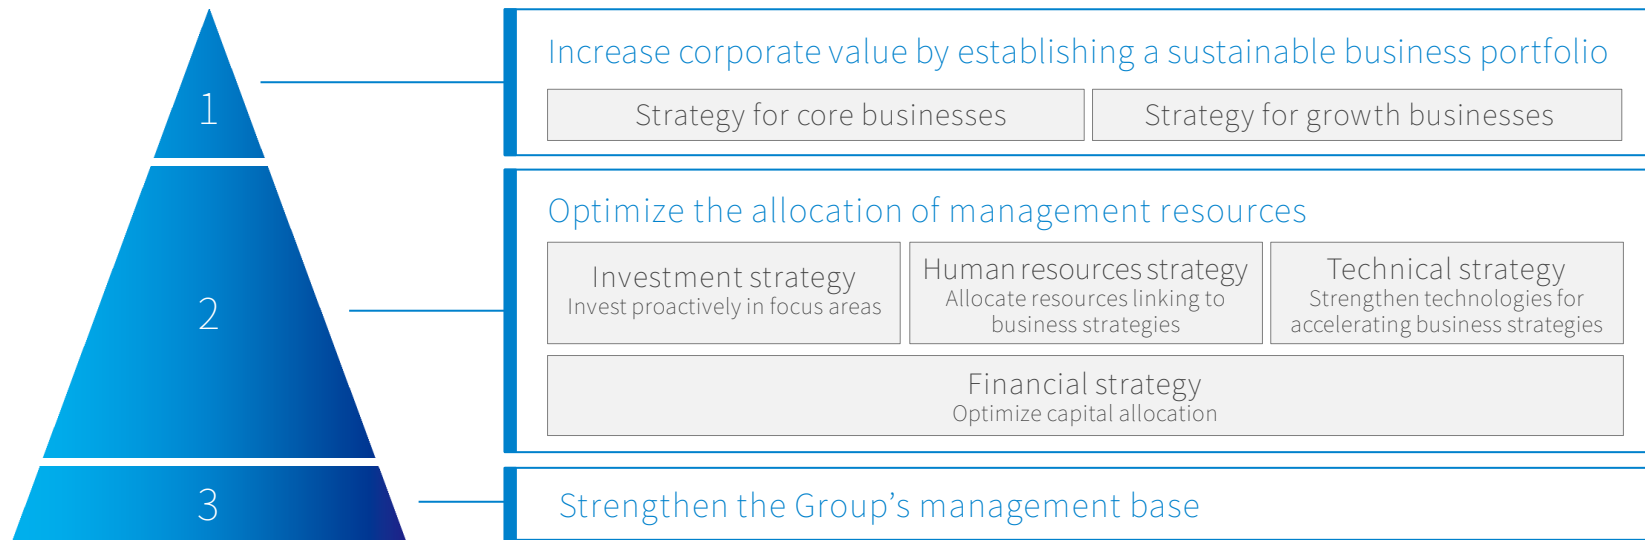 1
Increase corporate value by establishing a sustainable business portfolio
Strategy for core businesses
Strategy for growth businesses
2
Optimize the allocation of management resources
Investment strategy
Invest proactively in focus areas
Human resources strategy
Allocate resources linking to
business strategies
Technical strategy
Strengthen technologies for
accelerating business strategies
Financial strategy
Optimize capital allocation
3
Strengthen the Group’s management base